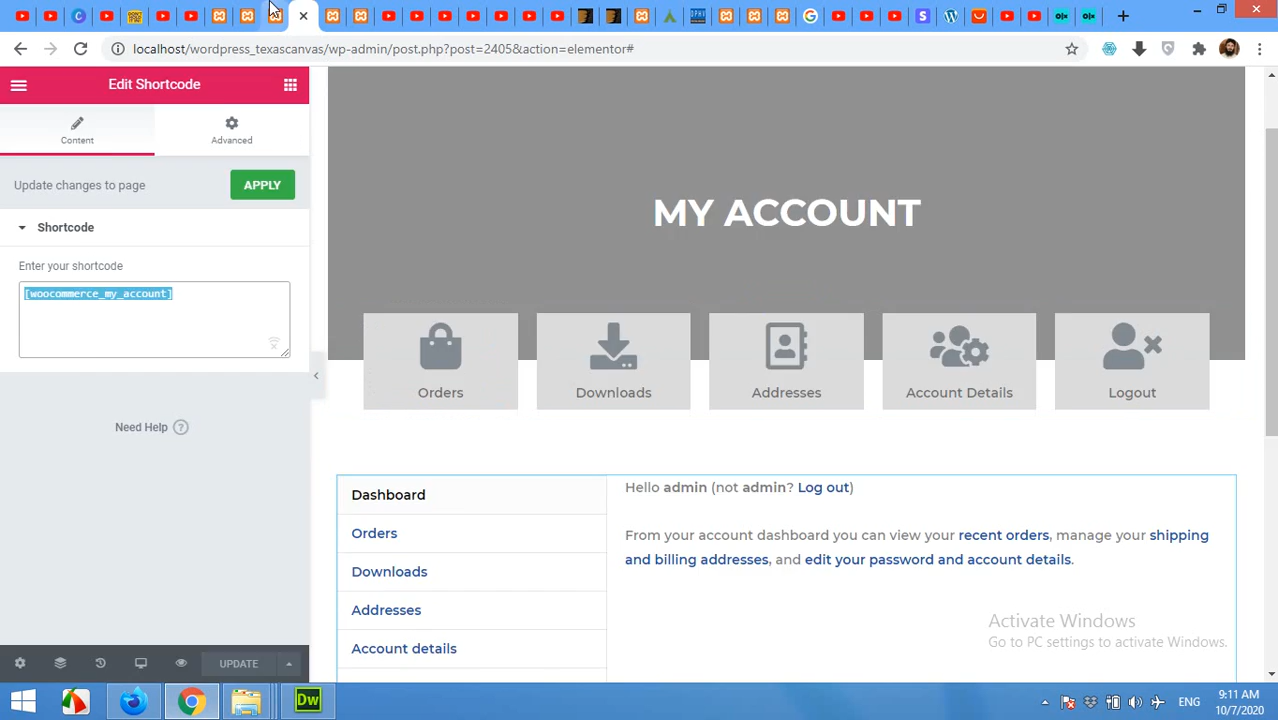 localhost/wordpress_texascanvas/wp-admin/post.php?post=2405&action=elementor#
Edit Shortcode
Content
Advanced
Update changes to page
APPLY
Shortcode
Enter your shortcode
[woocommerce_my_account]
Need Help ?
UPDATE
MY ACCOUNT
Orders
Downloads
Addresses
Account Details
Logout
Dashboard
Orders
Downloads
Addresses
Account details
Hello admin (not admin? Log out)
From your account dashboard you can view your recent orders, manage your shipping
and billing addresses, and edit your password and account details.
Activate Windows
Go to PC settings to activate Windows.
Dw
ENG
9:11 AM
10/7/2020